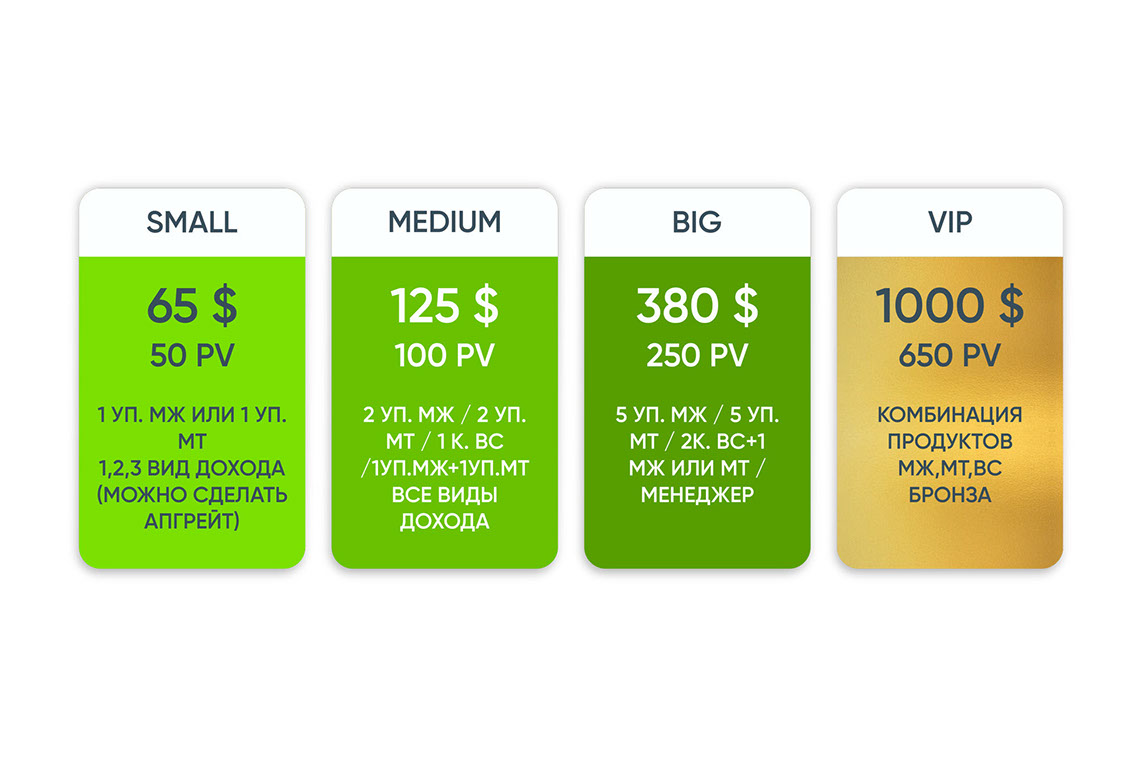 SMALL
65 $
50 PV
1 УП. МЖ ИЛИ 1 УП.
МТ
1,2,3 ВИД ДОХОДА
(МОЖНО СДЕЛАТЬ
АПГРЕЙТ)
MEDIUM
125 $
100 PV
2 УП. МЖ / 2 УП.
МТ / 1 К. ВС
/1УП.МЖ+1УП.МТ
ВСЕ ВИДЫ
ДОХОДА
BIG
380 $
250 PV
5 УП. МЖ / 5 УП.
МТ / 2К. ВС+1
МЖ ИЛИ МТ /
МЕНЕДЖЕР
VIP
1000 $
650 PV
КОМБИНАЦИЯ
ПРОДУКТОВ
МЖ,МТ,ВС
БРОНЗА